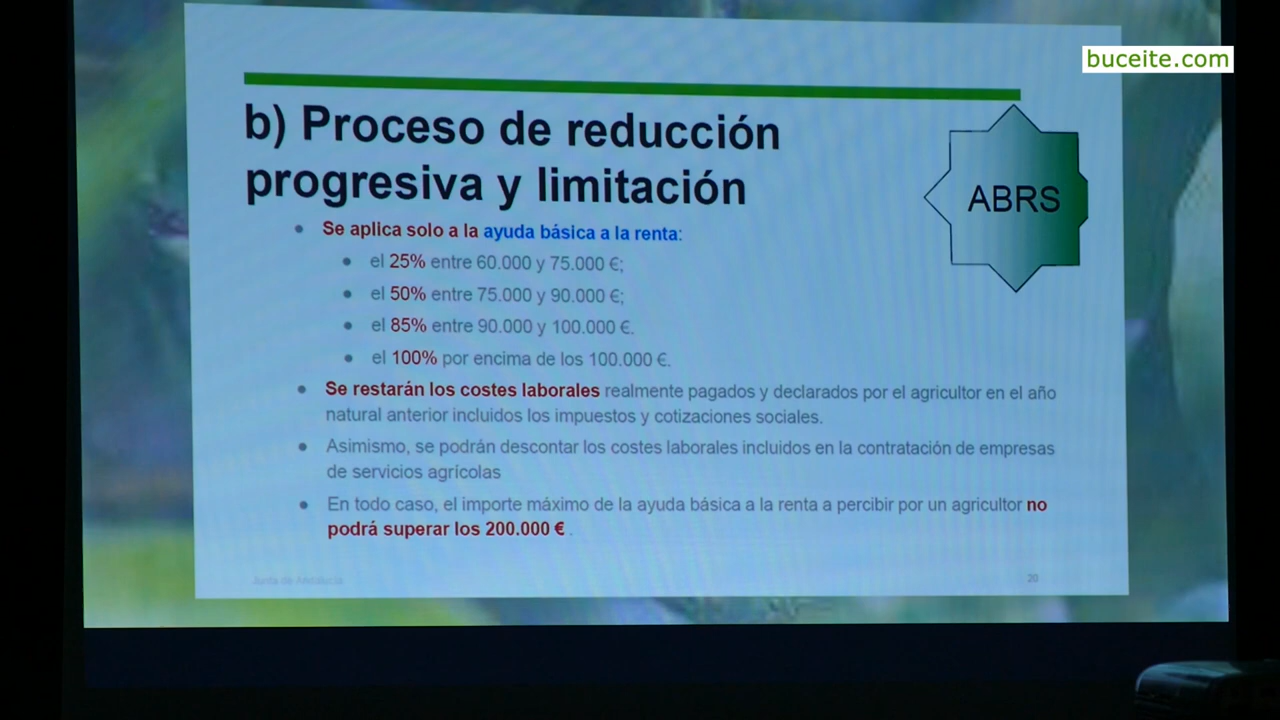 buceite.com
b) Proceso de reducción
progresiva y limitación
ABRS
• Se aplica solo a la ayuda básica a la renta:
• el 25% entre 60.000 y 75.000 €;
• el 50% entre 75.000 y 90.000 €;
• el 85% entre 90.000 y 100.000 €.
• el 100% por encima de los 100.000 €.
• Se restarán los costes laborales realmente pagados y declarados por el agricultor en el año
natural anterior incluidos los impuestos y cotizaciones sociales.
• Asimismo, se podrán descontar los costes laborales incluidos en la contratación de empresas
de servicios agrícolas
• En todo caso, el importe máximo de la ayuda básica a la renta a percibir por un agricultor no
podrá superar los 200.000 € .
Junta de Andalucía
20